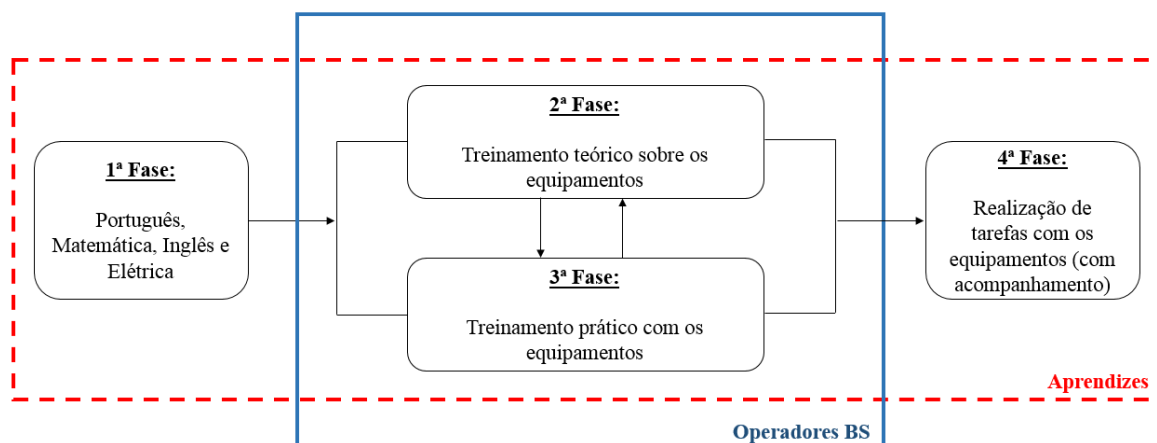 1ª Fase:
Português,
Matemática, Inglês e
Elétrica
2ª Fase:
Treinamento teórico sobre os
equipamentos
3ª Fase:
Treinamento prático com os
equipamentos
4ª Fase:
Realização de
tarefas com os
equipamentos (com
acompanhamento)
Aprendizes
Operadores BS